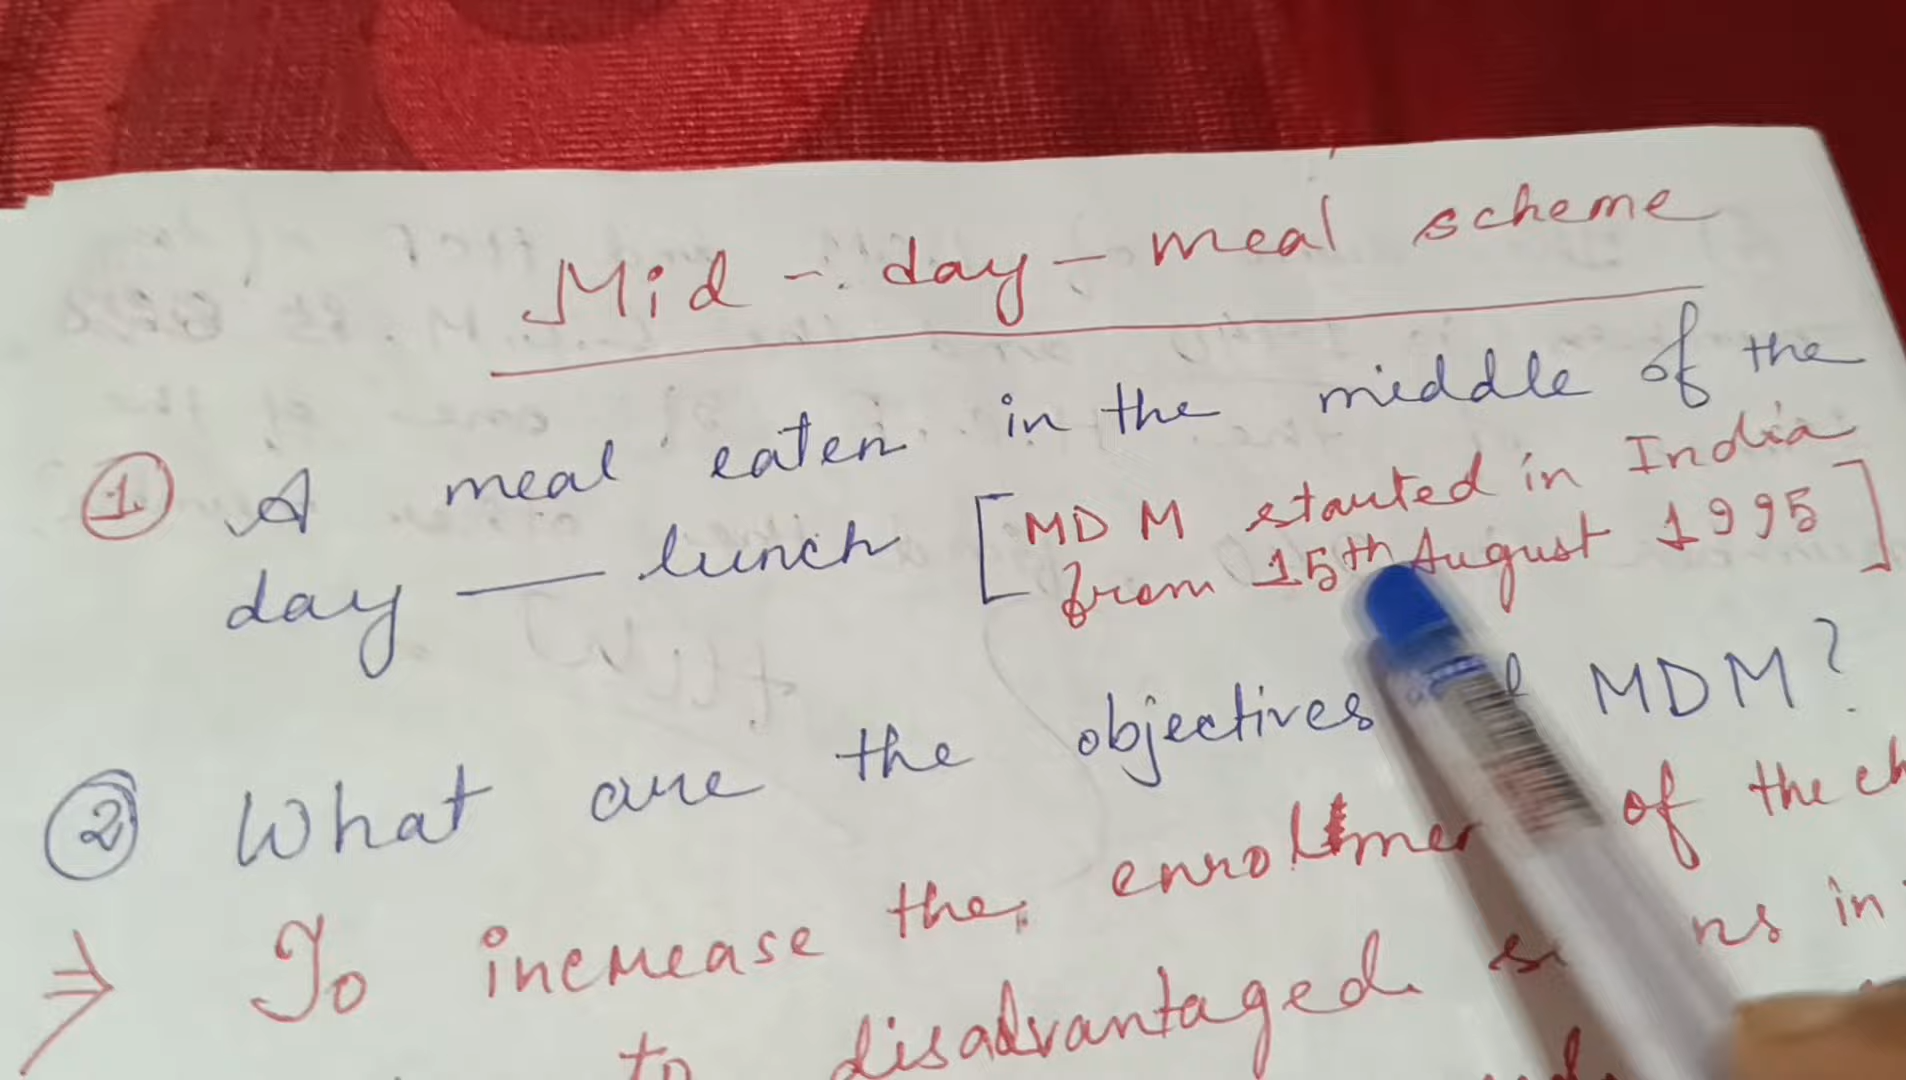 Mid - day - meal scheme
① A meal eaten in the middle of the
day — lunch [MDM started in India
from 15th August 1995]
② What are the objectives MDM?
⇒ To increase the of the
to disadvantaged in